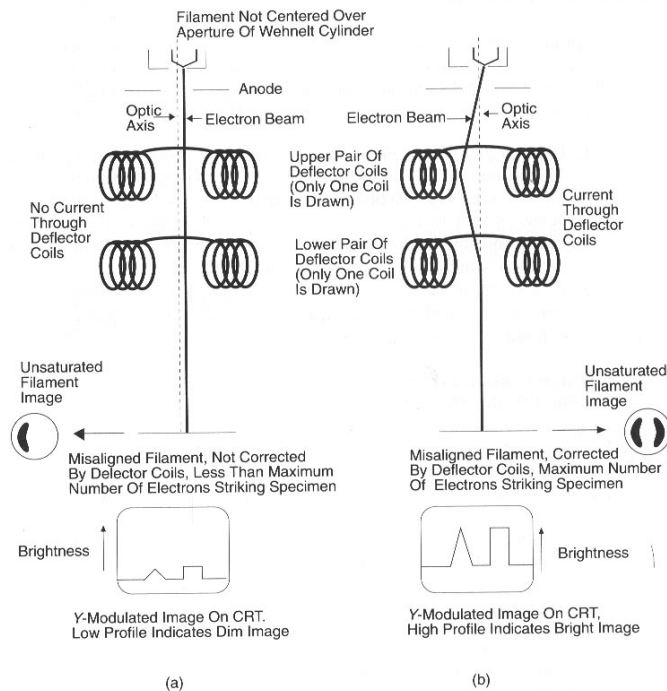 Filament Not Centered Over
Aperture Of Wehnelt Cylinder
Anode
Optic
Axis
Electron Beam
Electron Beam
Optic
Axis
Upper Pair Of
Deflector Coils
(Only One Coil
Is Drawn)
No Current
Through
Deflector
Coils
Current
Through
Deflector
Coils
Lower Pair Of
Deflector Coils
(Only One Coil
Is Drawn)
Unsaturated
Filament
Image
Unsaturated
Filament
Image
Misaligned Filament, Not Corrected
By Delector Coils, Less Than Maximum
Number Of Electrons Striking Specimen
Misaligned Filament, Corrected
By Deflector Coils, Maximum Number
Of Electrons Striking Specimen
Brightness
Brightness
Y-Modulated Image On CRT.
Low Profile Indicates Dim Image
Y-Modulated Image On CRT,
High Profile Indicates Bright Image
(a)
(b)